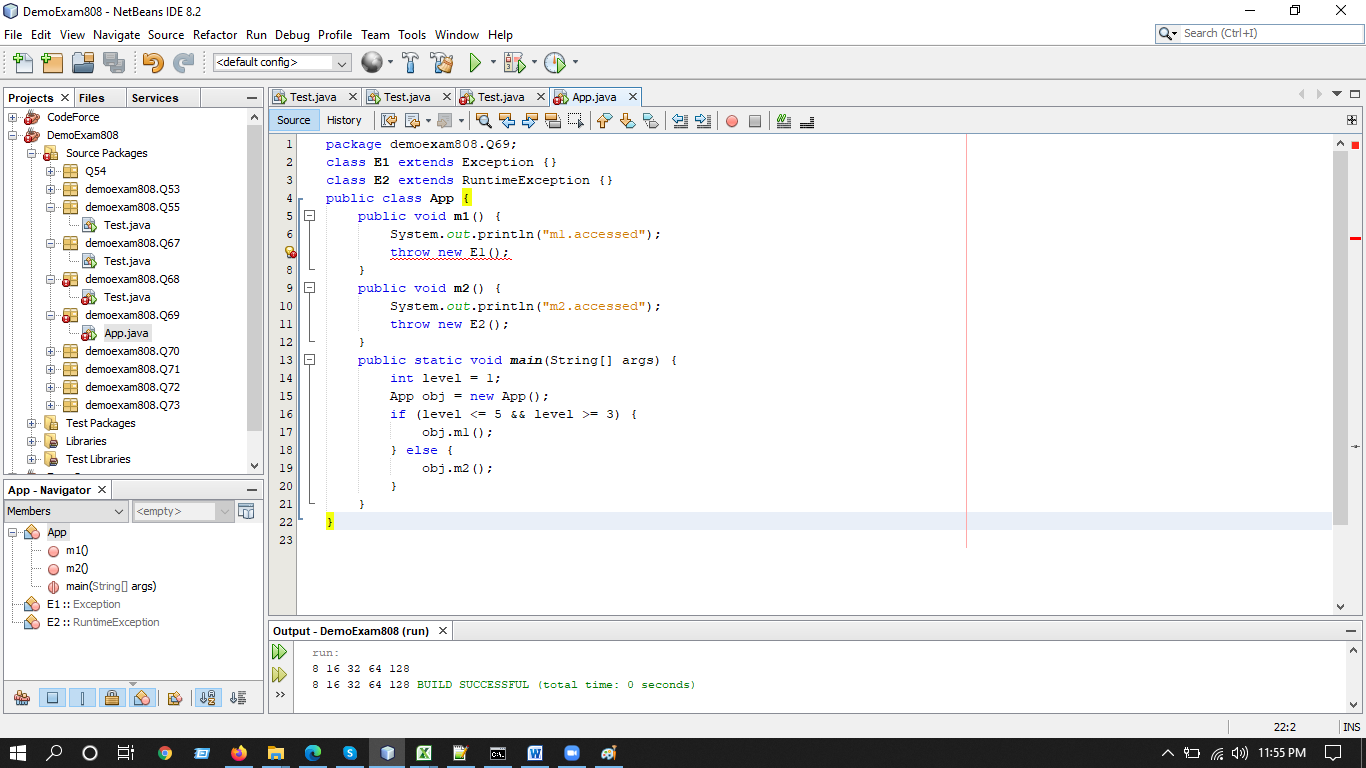 DemoExam808 - NetBeans IDE 8.2
File Edit View Navigate Source Refactor Run Debug Profile Team Tools Window Help
Search (Ctrl+I)
<default config>
Projects Files Services
CodeForce
DemoExam808
Source Packages
Q54
demoexam808.Q53
demoexam808.Q55
Test.java
demoexam808.Q67
Test.java
demoexam808.Q68
Test.java
demoexam808.Q69
App.java
demoexam808.Q70
demoexam808.Q71
demoexam808.Q72
demoexam808.Q73
Test Packages
Libraries
Test Libraries
App - Navigator
Members <empty>
App
m1()
m2()
main(String[] args)
E1 :: Exception
E2 :: RuntimeException
Test.java Test.java Test.java App.java
Source History
1 package demoexam808.Q69;
2 class E1 extends Exception {}
3 class E2 extends RuntimeException {}
4 public class App {
5 public void m1() {
6 System.out.println("m1.accessed");
throw new E1();
8 }
9 public void m2() {
10 System.out.println("m2.accessed");
11 throw new E2();
12 }
13 public static void main(String[] args) {
14 int level = 1;
15 App obj = new App();
16 if (level <= 5 && level >= 3) {
17 obj.m1();
18 } else {
19 obj.m2();
20 }
21 }
22 }
23
Output - DemoExam808 (run)
run:
8 16 32 64 128
8 16 32 64 128 BUILD SUCCESSFUL (total time: 0 seconds)
22:2 INS
11:55 PM